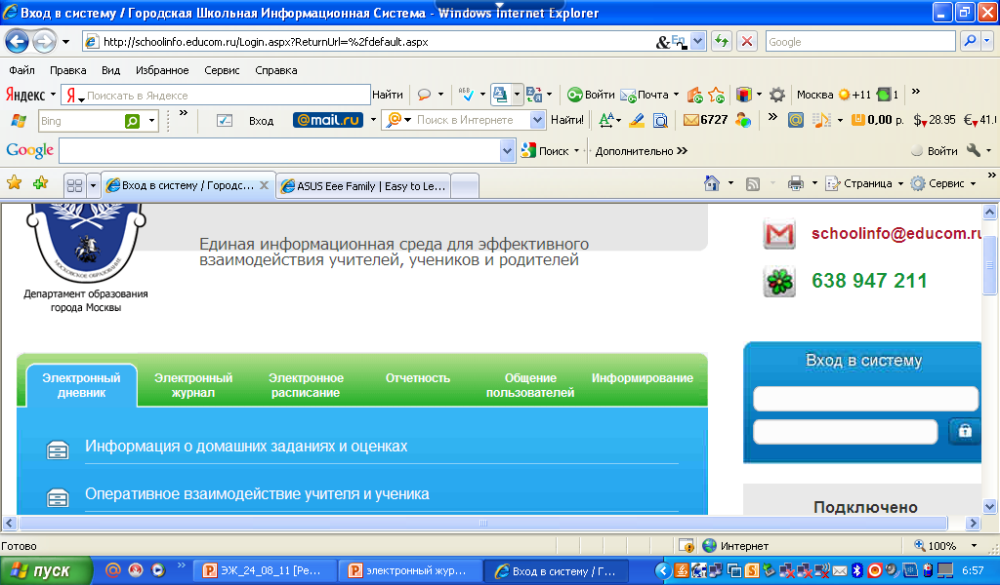 Вход в систему / Городская Школьная Информационная Система - Windows Internet Explorer
http://schoolinfo.educom.ru/Login.aspx?ReturnUrl=%2fdefault.aspx
Google
Файл Правка Вид Избранное Сервис Справка
Яндекс Я Поискать в Яндексе Найти Войти Почта Москва +11 1
Bing Вход @mail.ru Поиск в Интернете Найти! 6727 0,00 р. $ 28.95 € 41.
Google Поиск Дополнительно Войти
Вход в систему / Городс... ASUS Eee Family | Easy to Le... Страница Сервис
МОСКОВСКОЕ ОБРАЗОВАНИЕ
Департамент образования
города Москвы
Единая информационная среда для эффективного
взаимодействия учителей, учеников и родителей
schoolinfo@educom.ru
638 947 211
Электронный дневник
Электронный журнал
Электронное расписание
Отчетность
Общение пользователей
Информирование
Вход в систему
Информация о домашних заданиях и оценках
Оперативное взаимодействие учителя и ученика
Подключено
Готово Интернет 100%
пуск ЭЖ_24_08_11 [Ре... электронный жур... Вход в систему / Г... 6:57